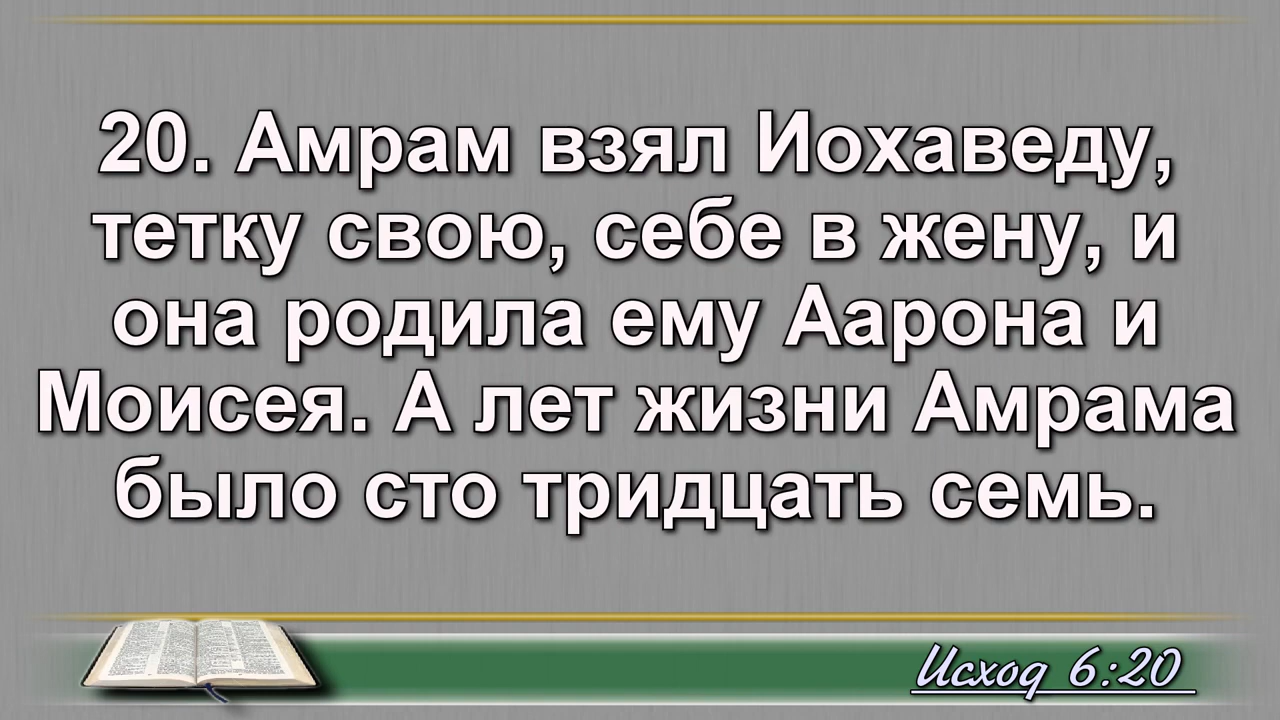 20. Амрам взял Иохаведу,
тетку свою, себе в жену, и
она родила ему Аарона и
Моисея. А лет жизни Амрама
было сто тридцать семь.
Исход 6:20